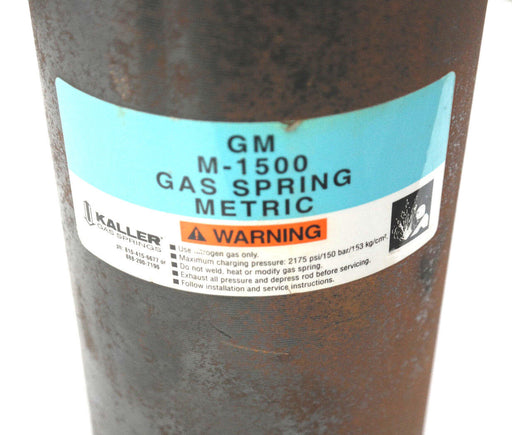 GM
M-1500
GAS SPRING
METRIC
WARNING
KALLER
GAS SPRINGS
or
■ Use nitrogen gas only.
■ Maximum charging pressure: 2175 psi/150 bar/153 kg/cm².
■ Do not weld, heat or modify gas spring.
■ Exhaust all pressure and depress rod before servicing.
■ Follow installation and service instructions.